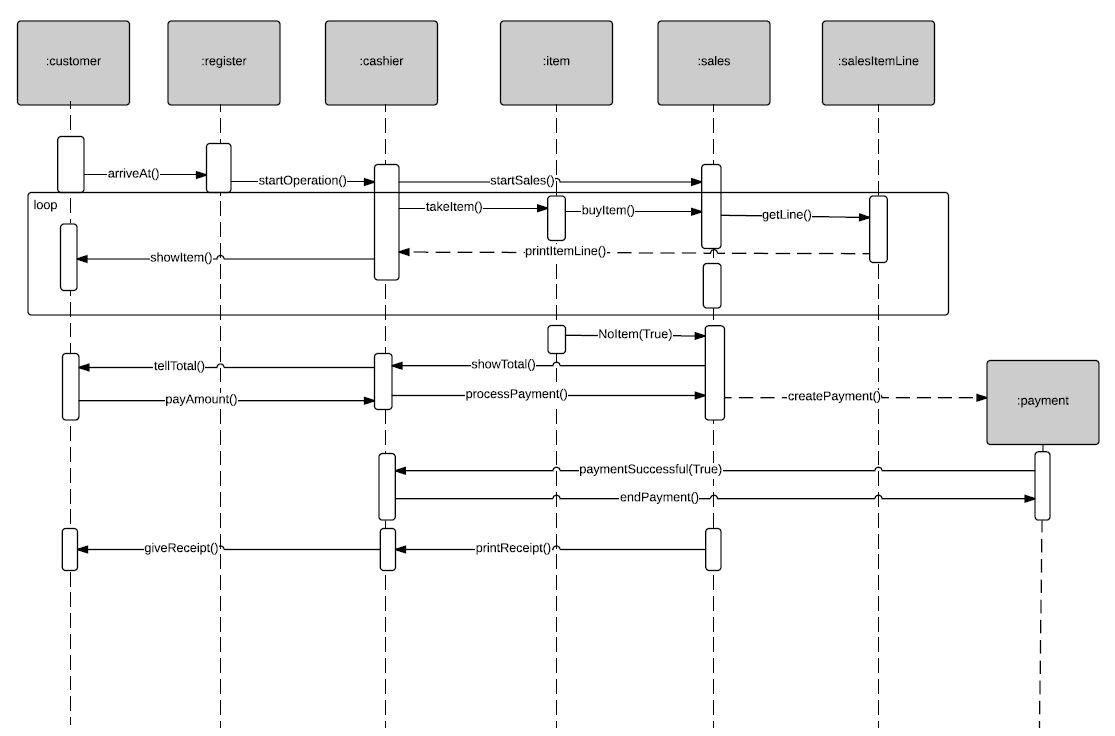 :customer
:register
:cashier
:item
:sales
:salesItemLine
arriveAt()
startOperation()
startSales()
loop
takeItem()
buyItem()
getLine()
printItemLine()
showItem()
NoItem(True)
tellTotal()
showTotal()
payAmount()
processPayment()
createPayment()
:payment
paymentSuccessful(True)
endPayment()
giveReceipt()
printReceipt()